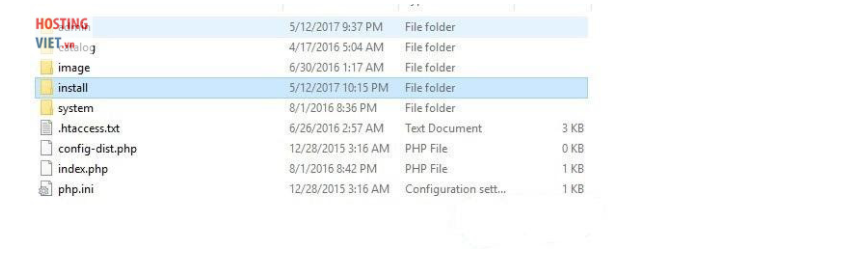 HOSTING
admin 5/12/2017 9:37 PM File folder
VIET.vn
catalog 4/17/2016 5:04 AM File folder
image 6/30/2016 1:17 AM File folder
install 5/12/2017 10:15 PM File folder
system 8/1/2016 8:36 PM File folder
.htaccess.txt 6/26/2016 2:57 AM Text Document 3 KB
config-dist.php 12/28/2015 3:16 AM PHP File 0 KB
index.php 8/1/2016 8:42 PM PHP File 1 KB
php.ini 12/28/2015 3:16 AM Configuration sett... 1 KB